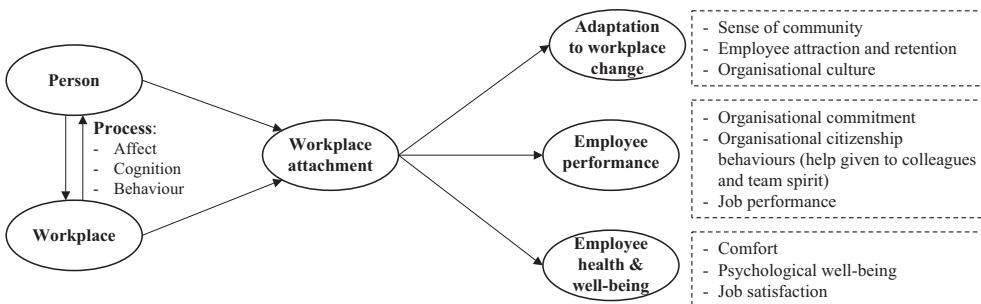 Person
Process:
- Affect
- Cognition
- Behaviour
Workplace
Workplace
attachment
Adaptation
to workplace
change
- Sense of community
- Employee attraction and retention
- Organisational culture
Employee
performance
- Organisational commitment
- Organisational citizenship
behaviours (help given to colleagues
and team spirit)
- Job performance
Employee
health &
well-being
- Comfort
- Psychological well-being
- Job satisfaction